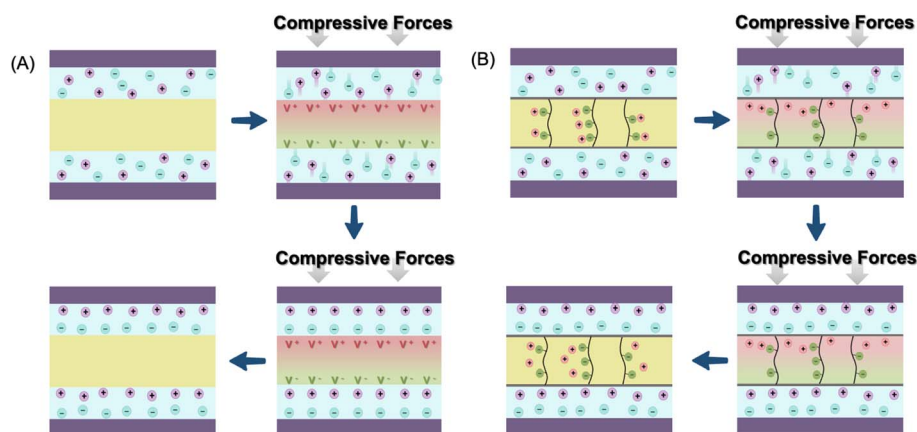 Compressive Forces
Compressive Forces
(A)
(B)
Compressive Forces
Compressive Forces
V+ V+ V+ V+ V+ V+ V+
V- V- V- V- V- V- V-
V+ V+ V+ V+ V+ V+ V+
V- V- V- V- V- V- V-